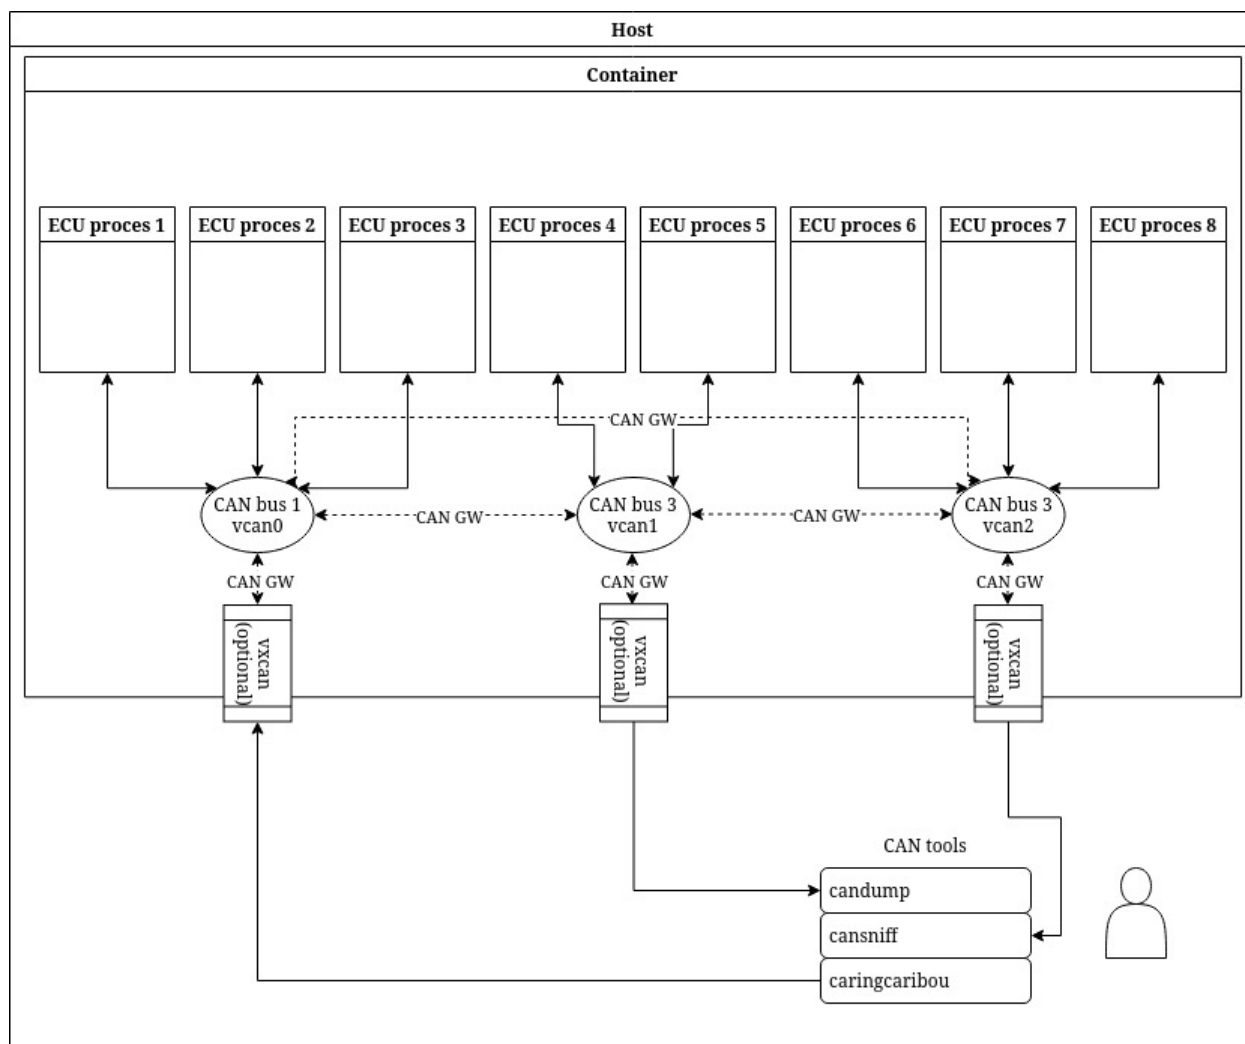 Host
Container
ECU proces 1
ECU proces 2
ECU proces 3
ECU proces 4
ECU proces 5
ECU proces 6
ECU proces 7
ECU proces 8
CAN GW
CAN bus 1
vcan0
CAN GW
CAN bus 3
vcan1
CAN GW
CAN bus 3
vcan2
CAN GW
CAN GW
CAN GW
vxcan
(optional)
vxcan
(optional)
vxcan
(optional)
CAN tools
candump
cansniff
caringcaribou